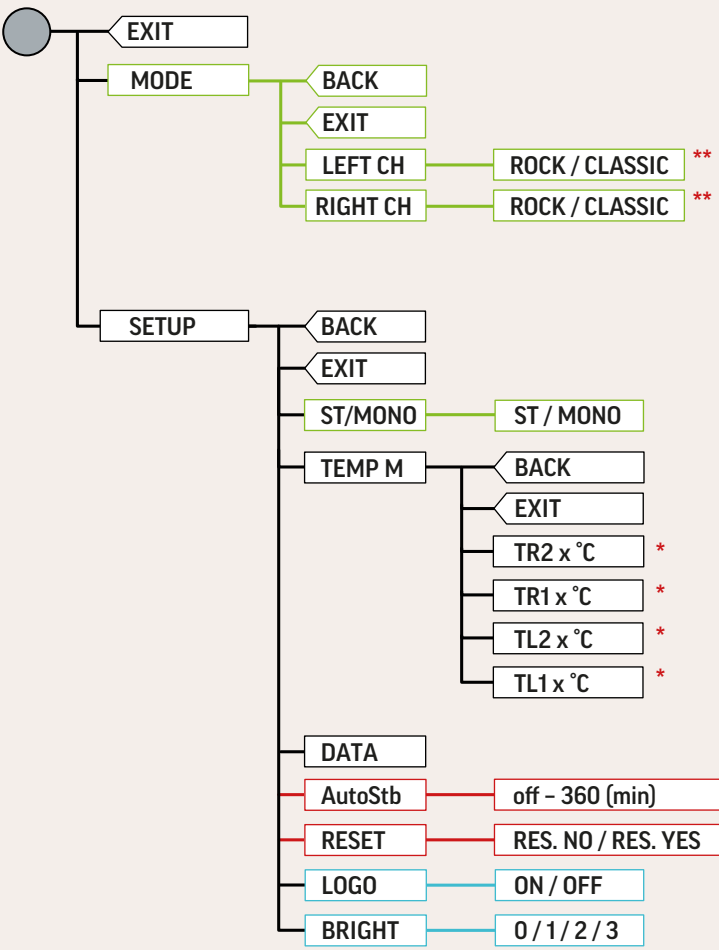 EXIT
MODE BACK
EXIT
LEFT CH ROCK / CLASSIC **
RIGHT CH ROCK / CLASSIC **
SETUP BACK
EXIT
ST/MONO ST / MONO
TEMP M BACK
EXIT
TR2 x °C *
TR1 x °C *
TL2 x °C *
TL1 x °C *
DATA
AutoStb off – 360 (min)
RESET RES. NO / RES. YES
LOGO ON / OFF
BRIGHT 0 / 1 / 2 / 3